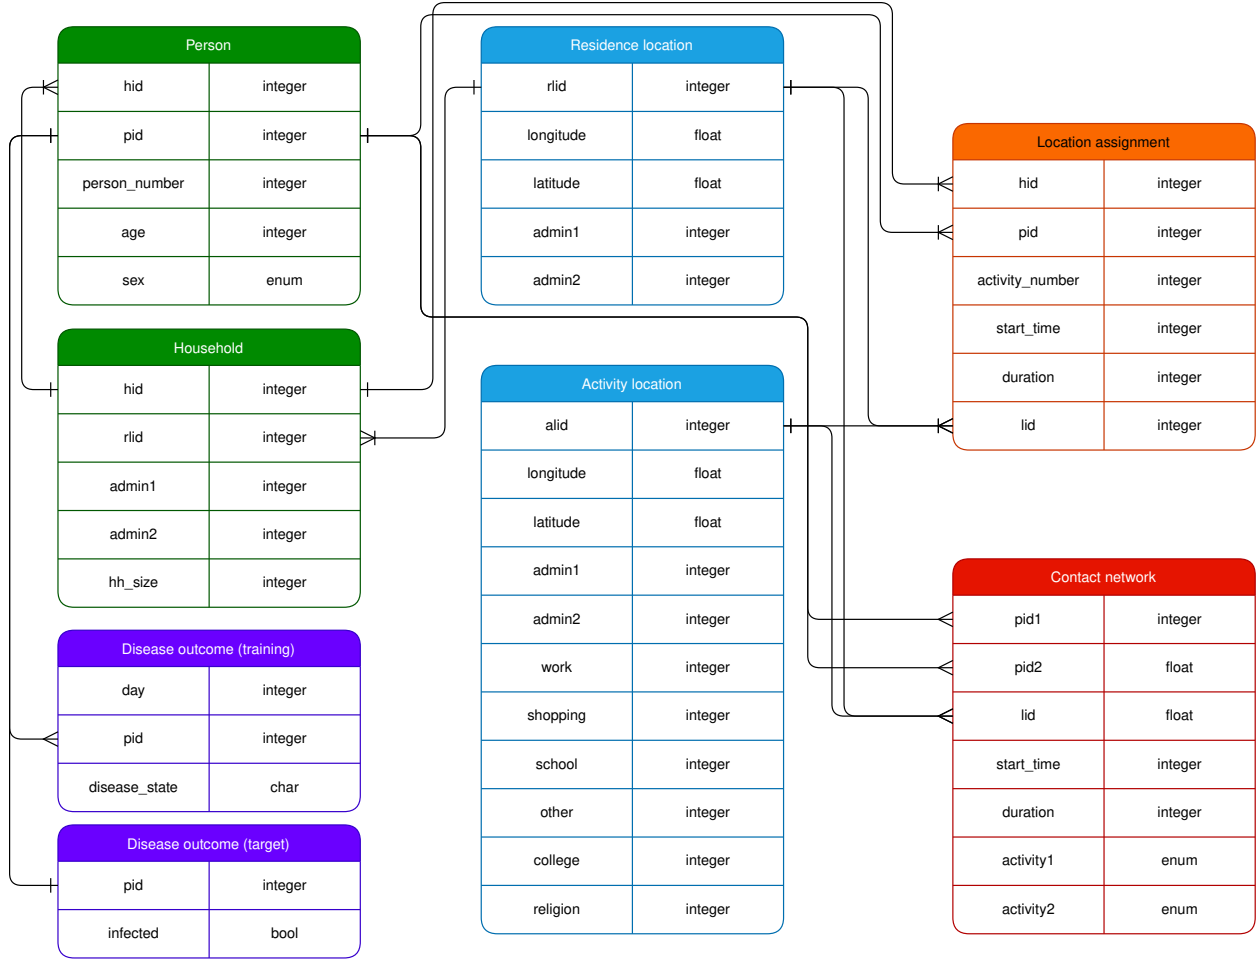 Person
hid integer
pid integer
person_number integer
age integer
sex enum
Household
hid integer
rlid integer
admin1 integer
admin2 integer
hh_size integer
Disease outcome (training)
day integer
pid integer
disease_state char
Disease outcome (target)
pid integer
infected bool
Residence location
rlid integer
longitude float
latitude float
admin1 integer
admin2 integer
Activity location
alid integer
longitude float
latitude float
admin1 integer
admin2 integer
work integer
shopping integer
school integer
other integer
college integer
religion integer
Location assignment
hid integer
pid integer
activity_number integer
start_time integer
duration integer
lid integer
Contact network
pid1 integer
pid2 float
lid float
start_time integer
duration integer
activity1 enum
activity2 enum